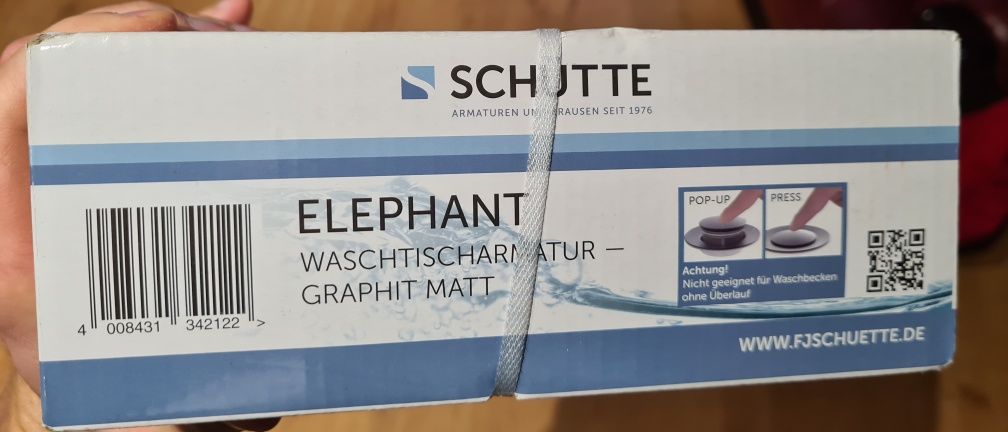 SCHÜTTE
ARMATUREN UND BRAUSEN SEIT 1976
ELEPHANT
WASCHTISCHARMATUR –
GRAPHIT MATT
4 008431 342122 >
POP-UP
PRESS
Achtung!
Nicht geeignet für Waschbecken
ohne Überlauf
WWW.FJSCHUETTE.DE